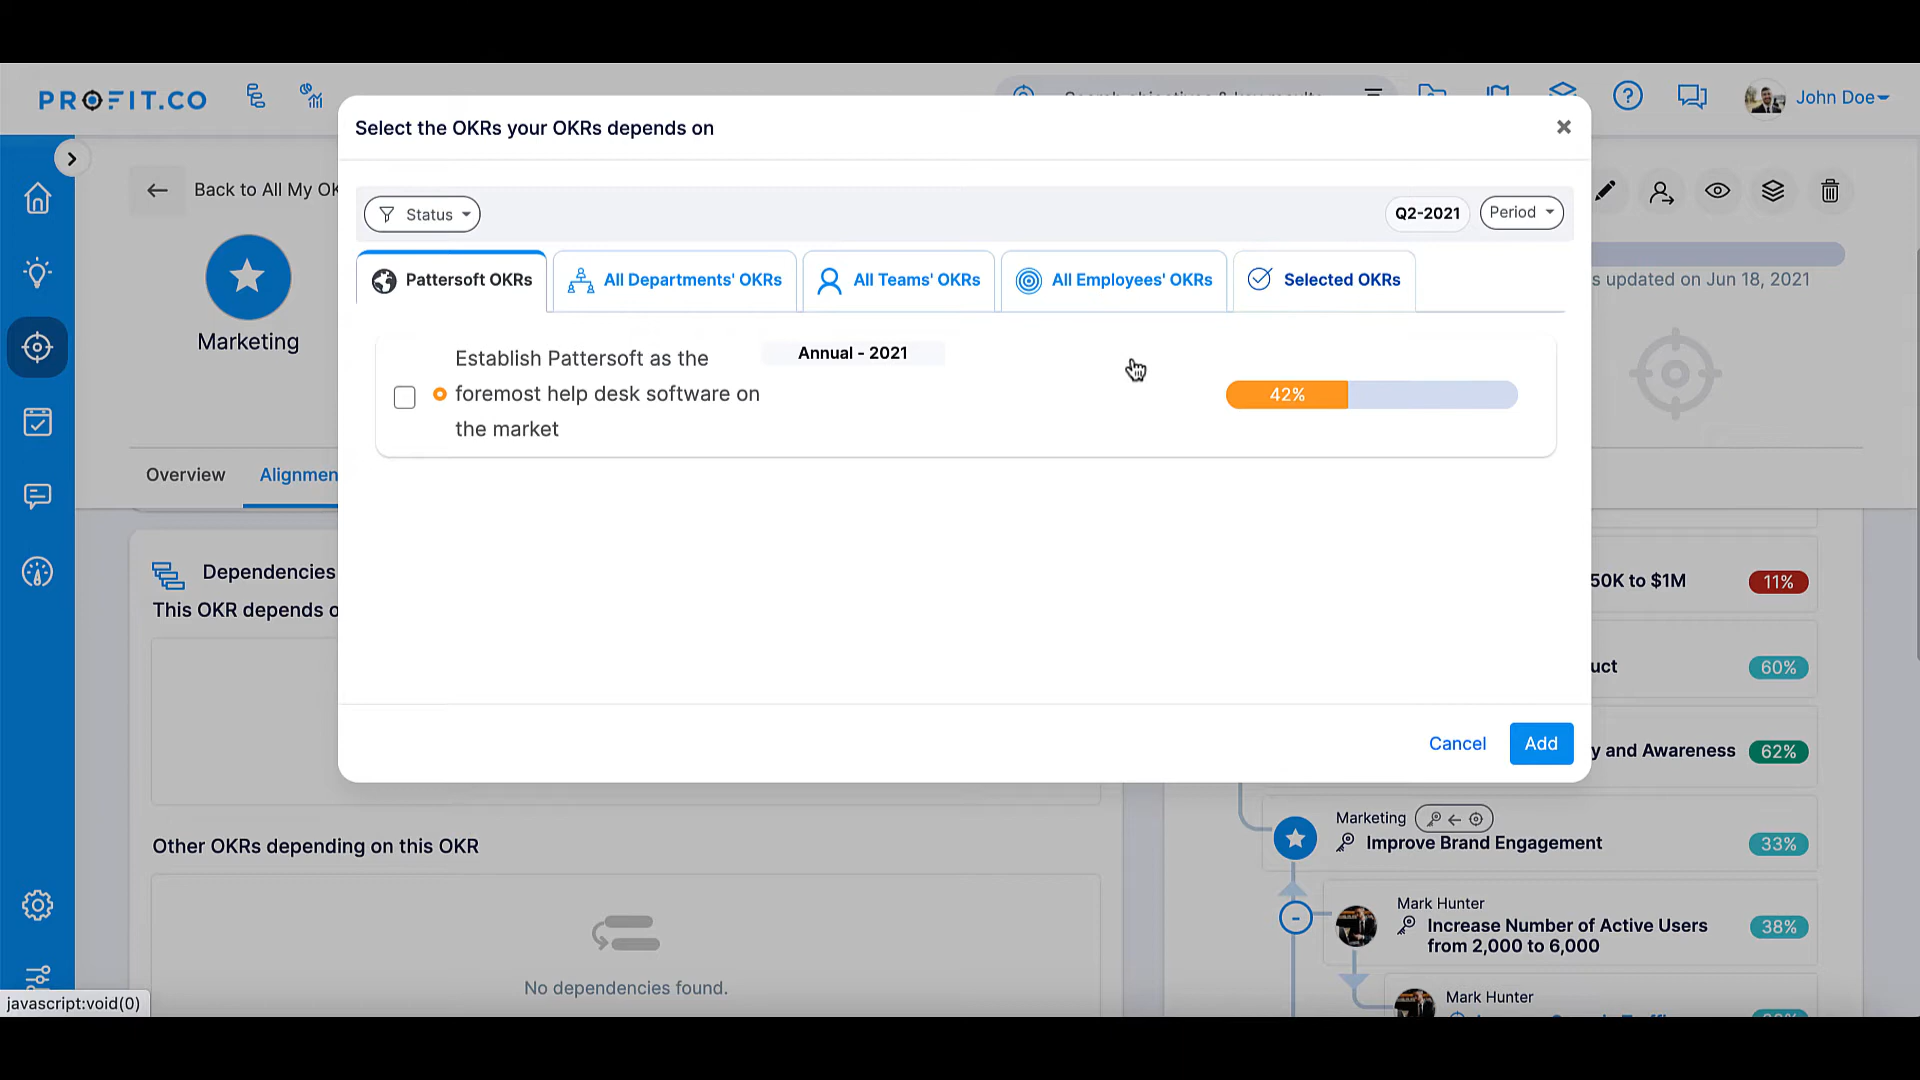 PROFIT.CO
Search objectives & key results
John Doe
Select the OKRs your OKRs depends on
Back to All My OK
Status
Q2-2021
Period
Pattersoft OKRs
All Departments' OKRs
All Teams' OKRs
All Employees' OKRs
Selected OKRs
s updated on Jun 18, 2021
Marketing
Establish Pattersoft as the
foremost help desk software on
the market
Annual - 2021
42%
Overview
Alignmen
Dependencies
This OKR depends o
50K to $1M
11%
uct
60%
y and Awareness
62%
Cancel
Add
Other OKRs depending on this OKR
No dependencies found.
Marketing
Improve Brand Engagement
33%
Mark Hunter
Increase Number of Active Users
from 2,000 to 6,000
38%
Mark Hunter
javascript:void(0)